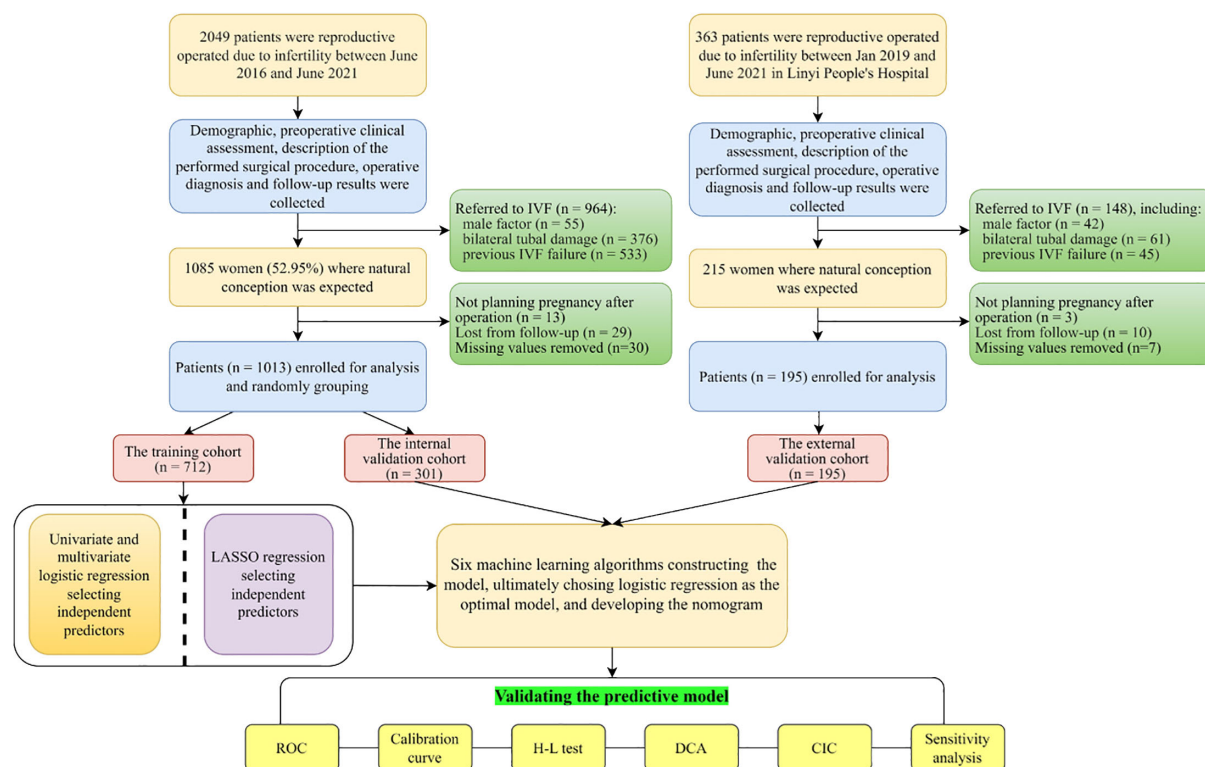 2049 patients were reproductive
operated due to infertility between June
2016 and June 2021
363 patients were reproductive operated
due to infertility between Jan 2019 and
June 2021 in Linyi People's Hospital
Demographic, preoperative clinical
assessment, description of the
performed surgical procedure, operative
diagnosis and follow-up results were
collected
Demographic, preoperative clinical
assessment, description of the
performed surgical procedure, operative
diagnosis and follow-up results were
collected
Referred to IVF (n = 964):
male factor (n = 55)
bilateral tubal damage (n = 376)
previous IVF failure (n = 533)
Referred to IVF (n = 148), including:
male factor (n = 42)
bilateral tubal damage (n = 61)
previous IVF failure (n = 45)
1085 women (52.95%) where natural
conception was expected
215 women where natural conception
was expected
Not planning pregnancy after
operation (n = 13)
Lost from follow-up (n = 29)
Missing values removed (n=30)
Not planning pregnancy after
operation (n = 3)
Lost from follow-up (n = 10)
Missing values removed (n=7)
Patients (n = 1013) enrolled for analysis
and randomly grouping
Patients (n = 195) enrolled for analysis
The training cohort
(n = 712)
The internal
validation cohort
(n = 301)
The external
validation cohort
(n = 195)
Univariate and
multivariate
logistic regression
selecting
independent
predictors
LASSO regression
selecting
independent
predictors
Six machine learning algorithms constructing the
model, ultimately chosing logistic regression as the
optimal model, and developing the nomogram
Validating the predictive model
ROC
Calibration
curve
H-L test
DCA
CIC
Sensitivity
analysis